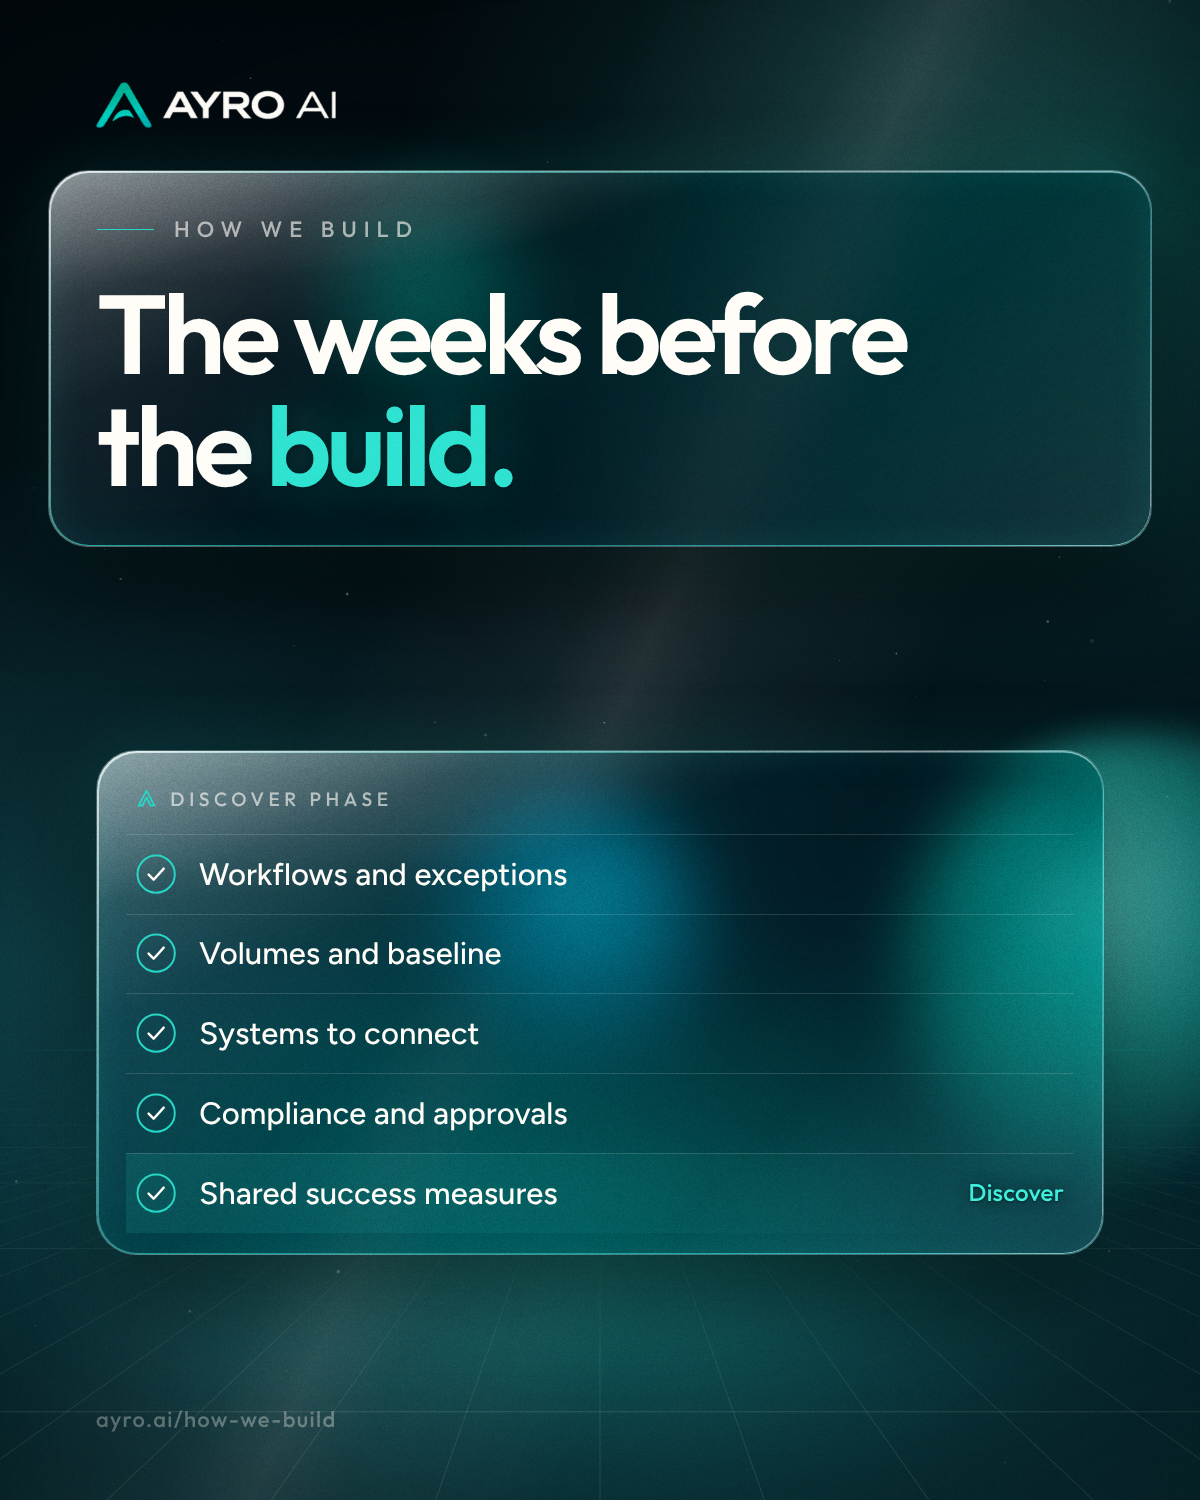 AYRO AI
HOW WE BUILD
The weeks before
the build.
DISCOVER PHASE
Workflows and exceptions
Volumes and baseline
Systems to connect
Compliance and approvals
Shared success measures
Discover
ayro.ai/how-we-build